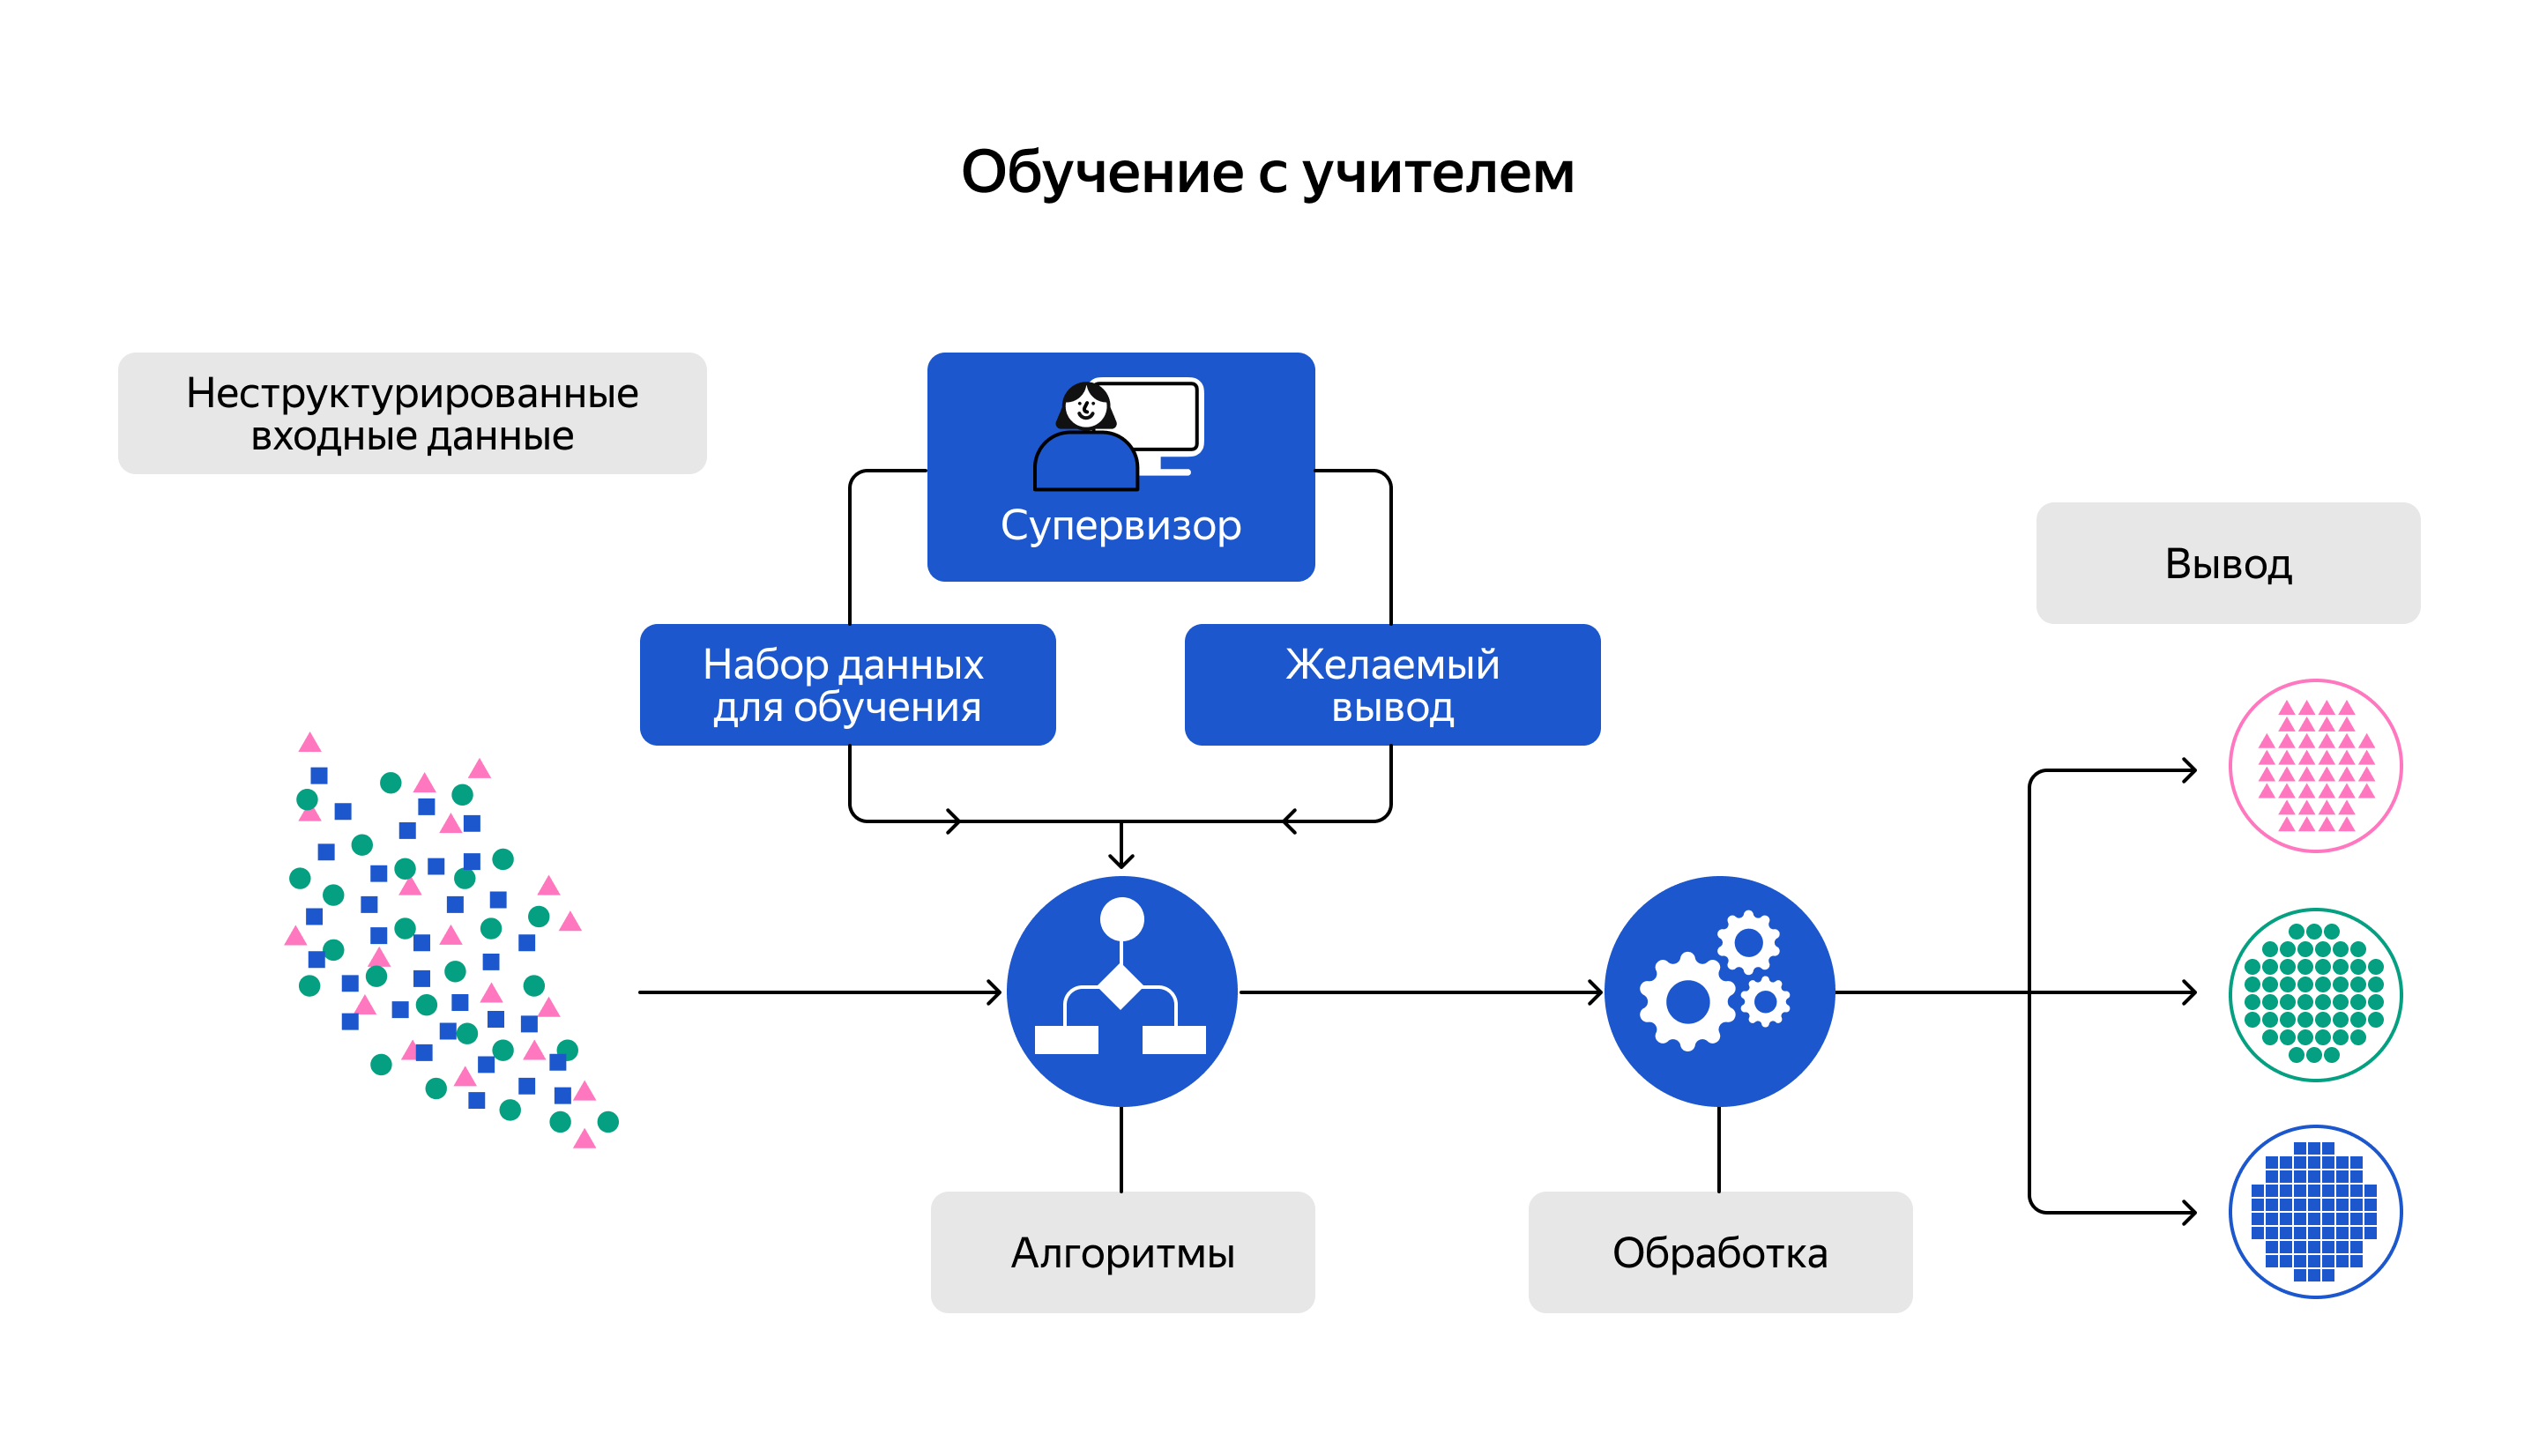 Обучение с учителем
Неструктурированные
входные данные
Супервизор
Набор данных
для обучения
Желаемый
вывод
Вывод
Алгоритмы
Обработка